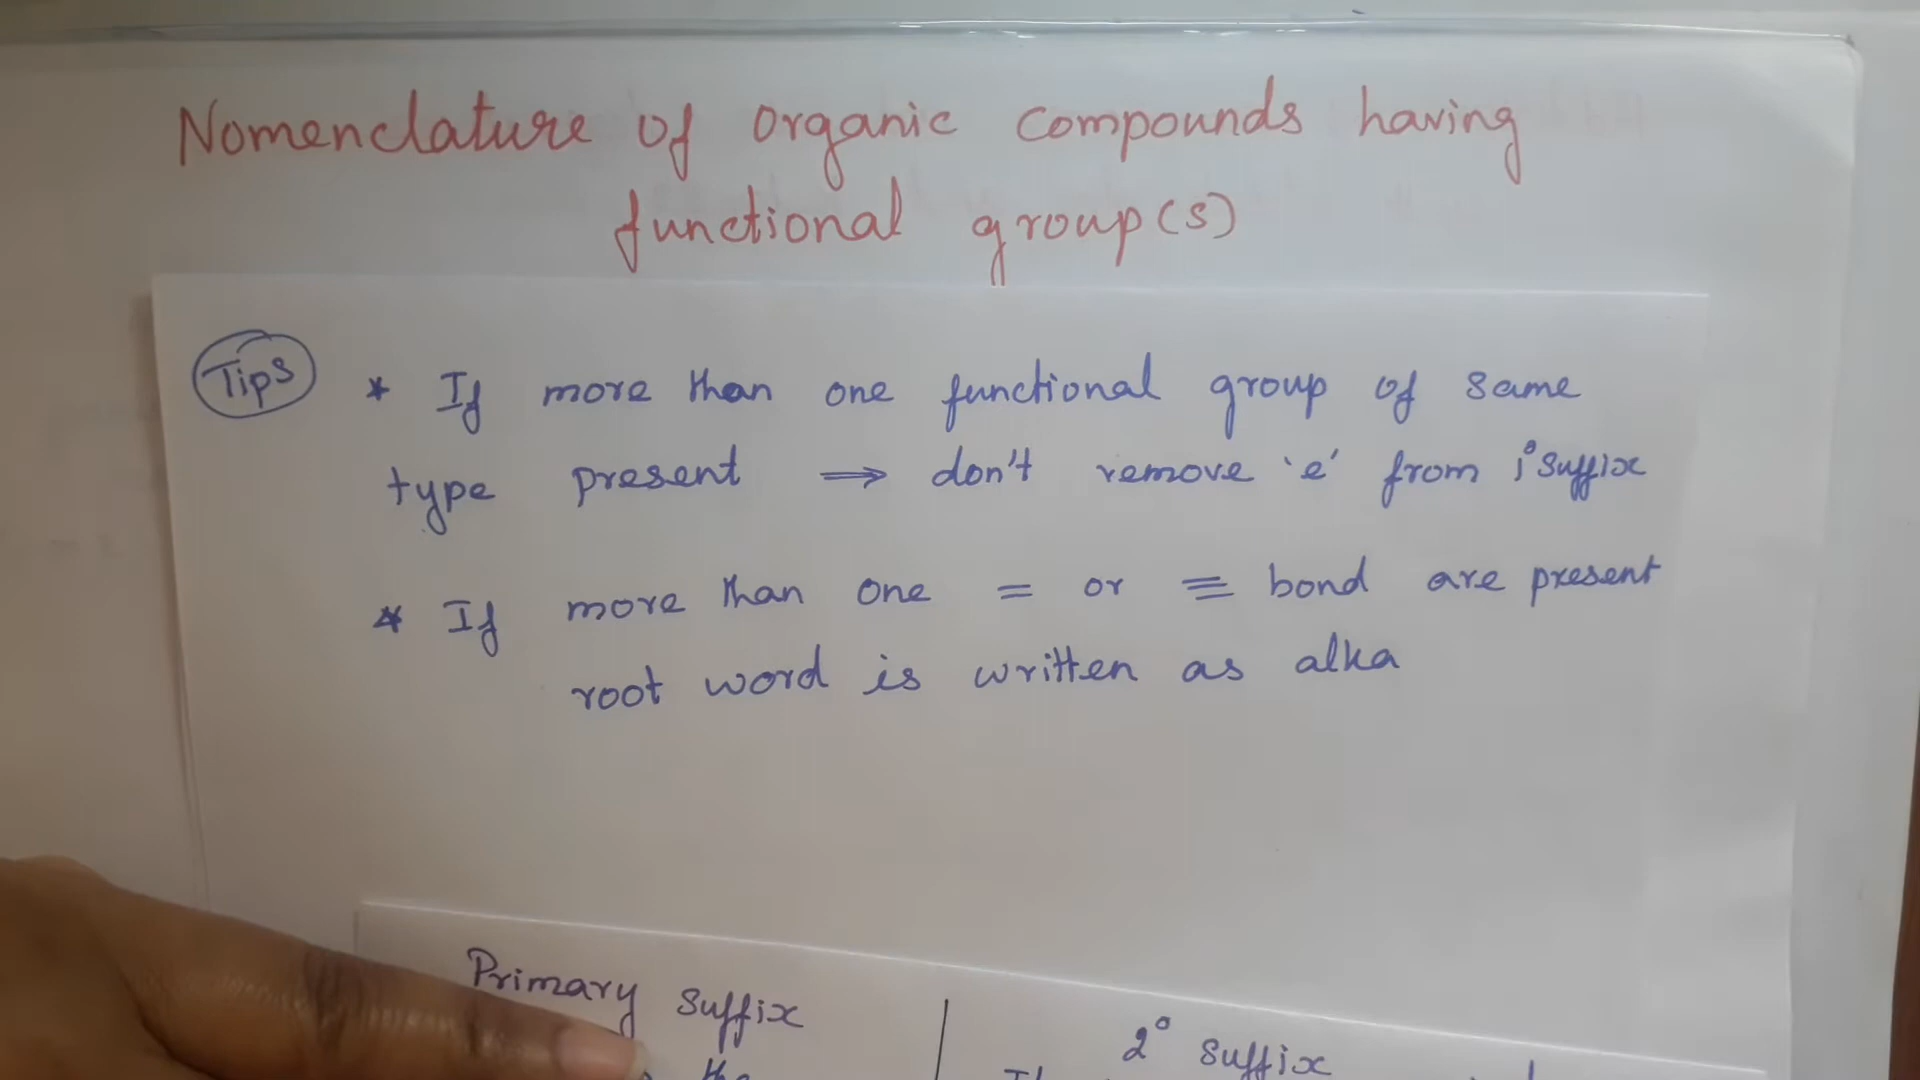 Nomenclature of organic compounds having
functional group(s)
Tips
* If more than one functional group of same
type present ⟹ don't remove 'e' from 1° suffix
* If more than one = or ≡ bond are present
root word is written as alka
Primary suffix
2° suffix